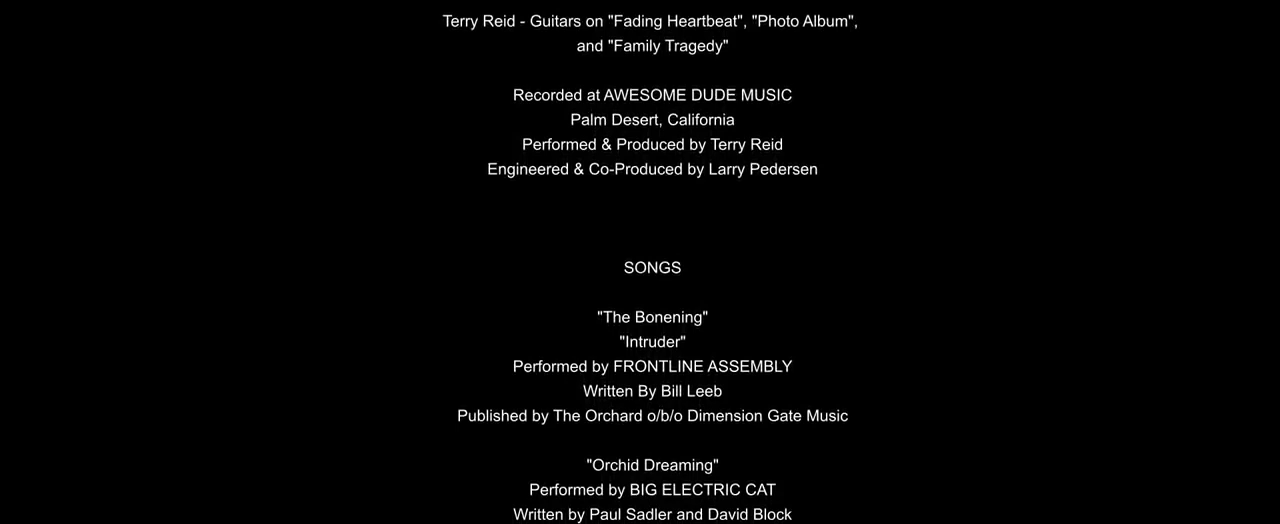 Terry Reid - Guitars on "Fading Heartbeat", "Photo Album",
and "Family Tragedy"
Recorded at AWESOME DUDE MUSIC
Palm Desert, California
Performed & Produced by Terry Reid
Engineered & Co-Produced by Larry Pedersen
SONGS
"The Bonening"
"Intruder"
Performed by FRONTLINE ASSEMBLY
Written By Bill Leeb
Published by The Orchard o/b/o Dimension Gate Music
"Orchid Dreaming"
Performed by BIG ELECTRIC CAT
Written by Paul Sadler and David Block